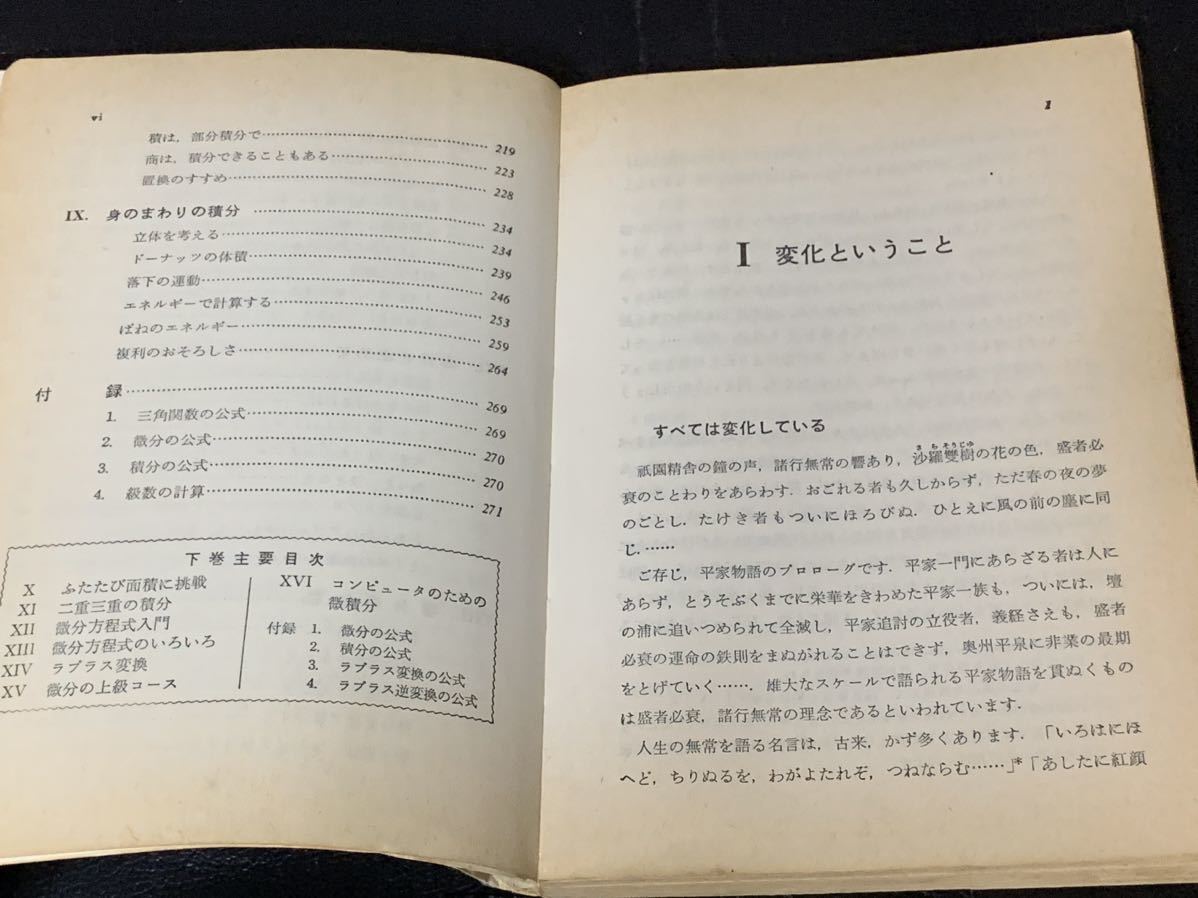 vi
積は，部分積分で……………………………………219
商は，積分できることもある………………………223
置換のすすめ…………………………………………228
IX. 身のまわりの積分 …………………………………234
立体を考える…………………………………………234
ドーナッツの体積……………………………………239
落下の運動……………………………………………246
エネルギーで計算する………………………………253
ばねのエネルギー……………………………………259
複利のおそろしさ……………………………………264
付 録……………………………………………………269
1. 三角関数の公式……………………………………269
2. 微分の公式…………………………………………270
3. 積分の公式…………………………………………270
4. 級数の計算…………………………………………271
下巻主要目次
X ふたたび面積に挑戦
XI 二重三重の積分
XII 微分方程式入門
XIII 微分方程式のいろいろ
XIV ラプラス変換
XV 微分の上級コース
XVI コンピュータのための
微積分
付録 1. 微分の公式
2. 積分の公式
3. ラプラス変換の公式
4. ラプラス逆変換の公式
1
I 変化ということ
すべては変化している
さらそうじゆ
祇園精舎の鐘の声，諸行無常の響あり，沙羅雙樹の花の色，盛者必
衰のことわりをあらわす．おごれる者も久しからず，ただ春の夜の夢
のごとし．たけき者もついにほろびぬ．ひとえに風の前の塵に同
じ．……
ご存じ，平家物語のプロローグです．平家一門にあらざる者は人に
あらず，とうそぶくまでに栄華をきわめた平家一族も，ついには，壇
の浦に追いつめられて全滅し，平家追討の立役者，義経さえも，盛者
必衰の運命の鉄則をまぬがれることはできず，奥州平泉に非業の最期
をとげていく……．雄大なスケールで語られる平家物語を貫ぬくもの
は盛者必衰，諸行無常の理念であるといわれています．
人生の無常を語る名言は，古来，かず多くあります．「いろはにほ
へど，ちりぬるを，わがよたれぞ，つねならむ……」*「あしたに紅顔